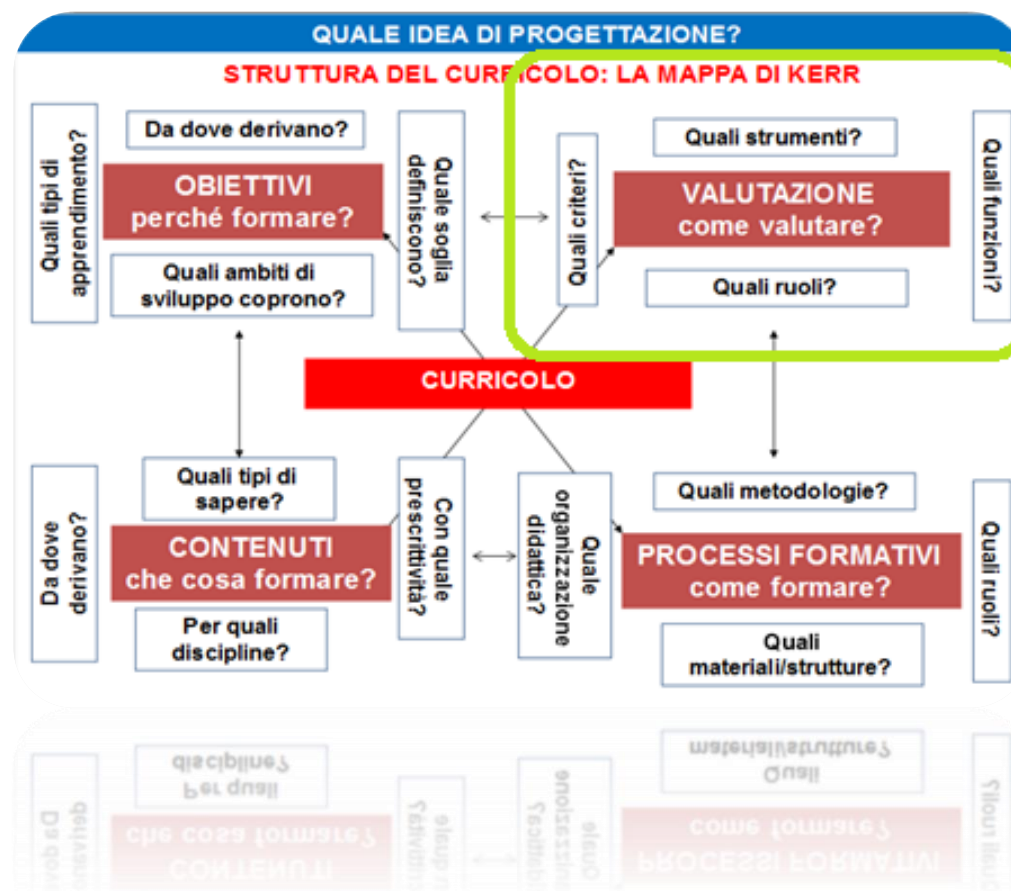 QUALE IDEA DI PROGETTAZIONE?
STRUTTURA DEL CURRICOLO: LA MAPPA DI KERR
Quali tipi di
apprendimento?
Da dove derivano?
OBIETTIVI
perché formare?
Quali ambiti di
sviluppo coprono?
Quale soglia
definiscono?
Quali criteri?
Quali strumenti?
VALUTAZIONE
come valutare?
Quali ruoli?
Quali funzioni?
CURRICOLO
Da dove
derivano?
Quali tipi di
sapere?
CONTENUTI
che cosa formare?
Per quali
discipline?
Con quale
prescrittività?
Quale
organizzazione
didattica?
Quali metodologie?
PROCESSI FORMATIVI
come formare?
Quali
materiali/strutture?
Quali ruoli?